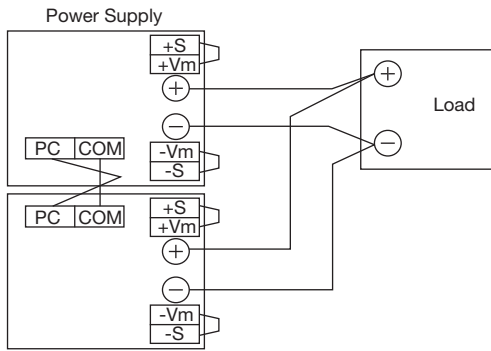 Power Supply
+S
+Vm
+
−
-Vm
-S
PC COM
+S
+Vm
+
−
-Vm
-S
PC COM
+
−
Load